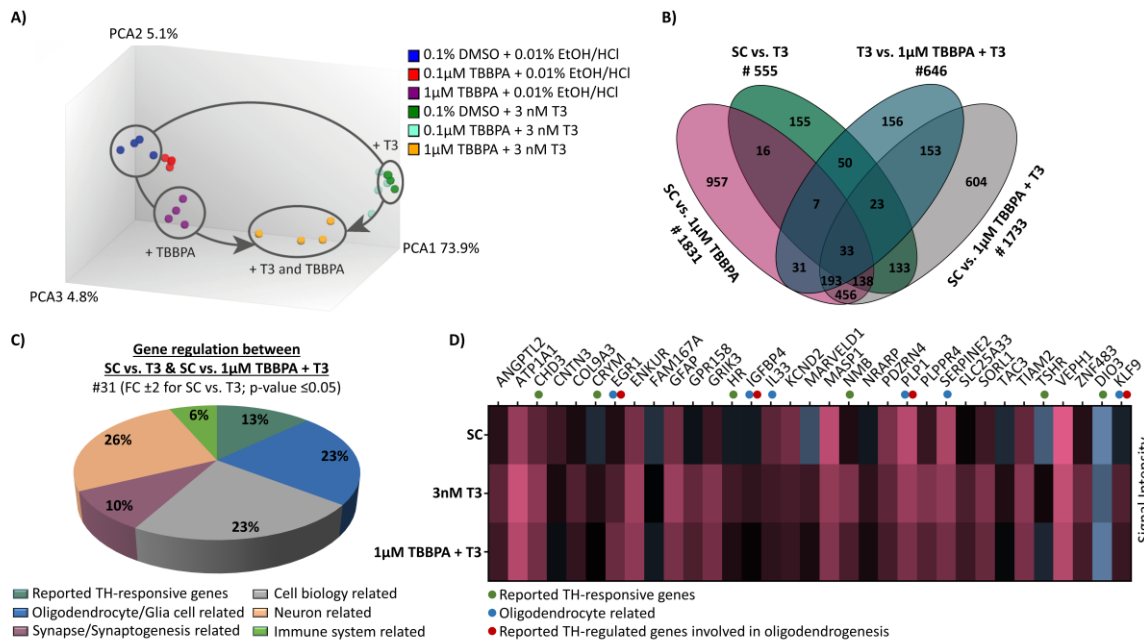 A)
PCA2 5.1%
PCA1 73.9%
PCA3 4.8%
+ T3
+ TBBPA
+ T3 and TBBPA
0.1% DMSO + 0.01% EtOH/HCl
0.1µM TBBPA + 0.01% EtOH/HCl
1µM TBBPA + 0.01% EtOH/HCl
0.1% DMSO + 3 nM T3
0.1µM TBBPA + 3 nM T3
1µM TBBPA + 3 nM T3
B)
SC vs. T3
# 555
T3 vs. 1µM TBBPA + T3
#646
SC vs. 1µM TBBPA
# 1831
SC vs. 1µM TBBPA + T3
# 1733
155
156
16
50
153
957
604
7
23
33
31
193
138
133
456
C)
Gene regulation between
SC vs. T3 & SC vs. 1µM TBBPA + T3
#31 (FC ±2 for SC vs. T3; p-value ≤0.05)
6%
13%
26%
23%
10%
23%
Reported TH-responsive genes
Oligodendrocyte/Glia cell related
Synapse/Synaptogenesis related
Cell biology related
Neuron related
Immune system related
D)
ANGPTL2
ATP1A1
CHD3
CNTN3
COL9A3
CRYM
EGR1
ENKUR
FAM167A
GFAP
GPR158
GRIK3
HR
IGFBP4
IL33
KCND2
MARVELD1
MASP1
NMB
NRARP
PDZRN4
PLP1
PLPPR4
SERPINE2
SLC25A33
SORL1
TAC3
TIAM2
TSHR
VEPH1
ZNF483
DIO3
KLF9
SC
3nM T3
1µM TBBPA + T3
Signal Intensity
Reported TH-responsive genes
Oligodendrocyte related
Reported TH-regulated genes involved in oligodendrogenesis